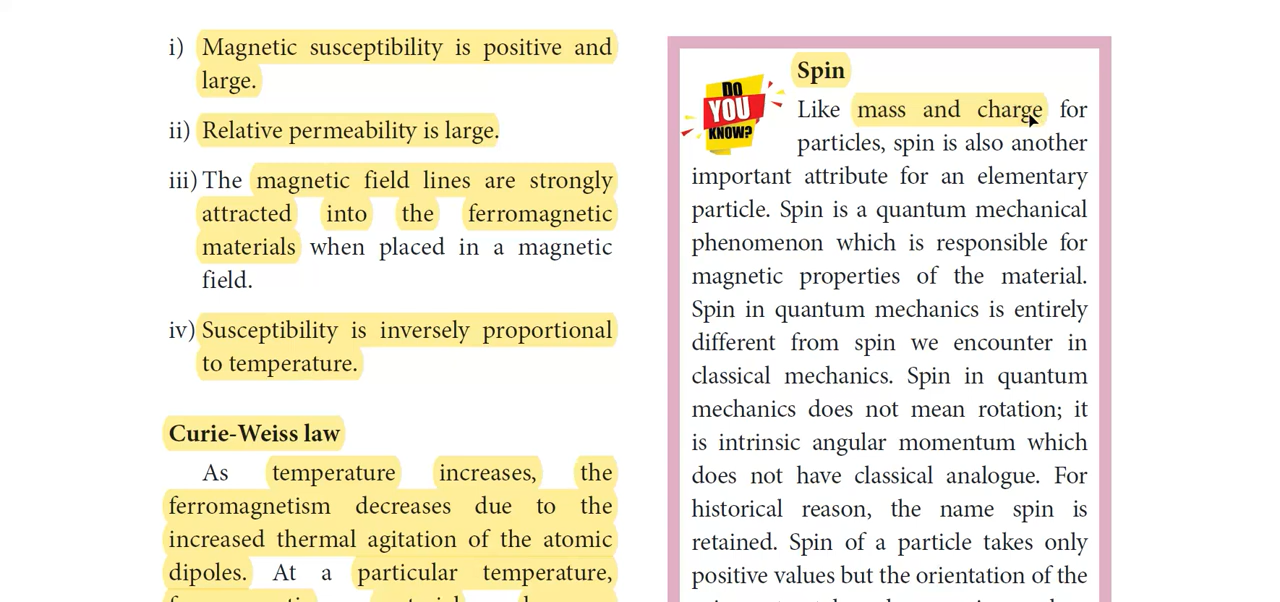 i) Magnetic susceptibility is positive and
large.
ii) Relative permeability is large.
iii) The magnetic field lines are strongly
attracted into the ferromagnetic
materials when placed in a magnetic
field.
iv) Susceptibility is inversely proportional
to temperature.
Curie-Weiss law
As temperature increases, the
ferromagnetism decreases due to the
increased thermal agitation of the atomic
dipoles. At a particular temperature,
DO
YOU
KNOW?
Spin
Like mass and charge for
particles, spin is also another
important attribute for an elementary
particle. Spin is a quantum mechanical
phenomenon which is responsible for
magnetic properties of the material.
Spin in quantum mechanics is entirely
different from spin we encounter in
classical mechanics. Spin in quantum
mechanics does not mean rotation; it
is intrinsic angular momentum which
does not have classical analogue. For
historical reason, the name spin is
retained. Spin of a particle takes only
positive values but the orientation of the